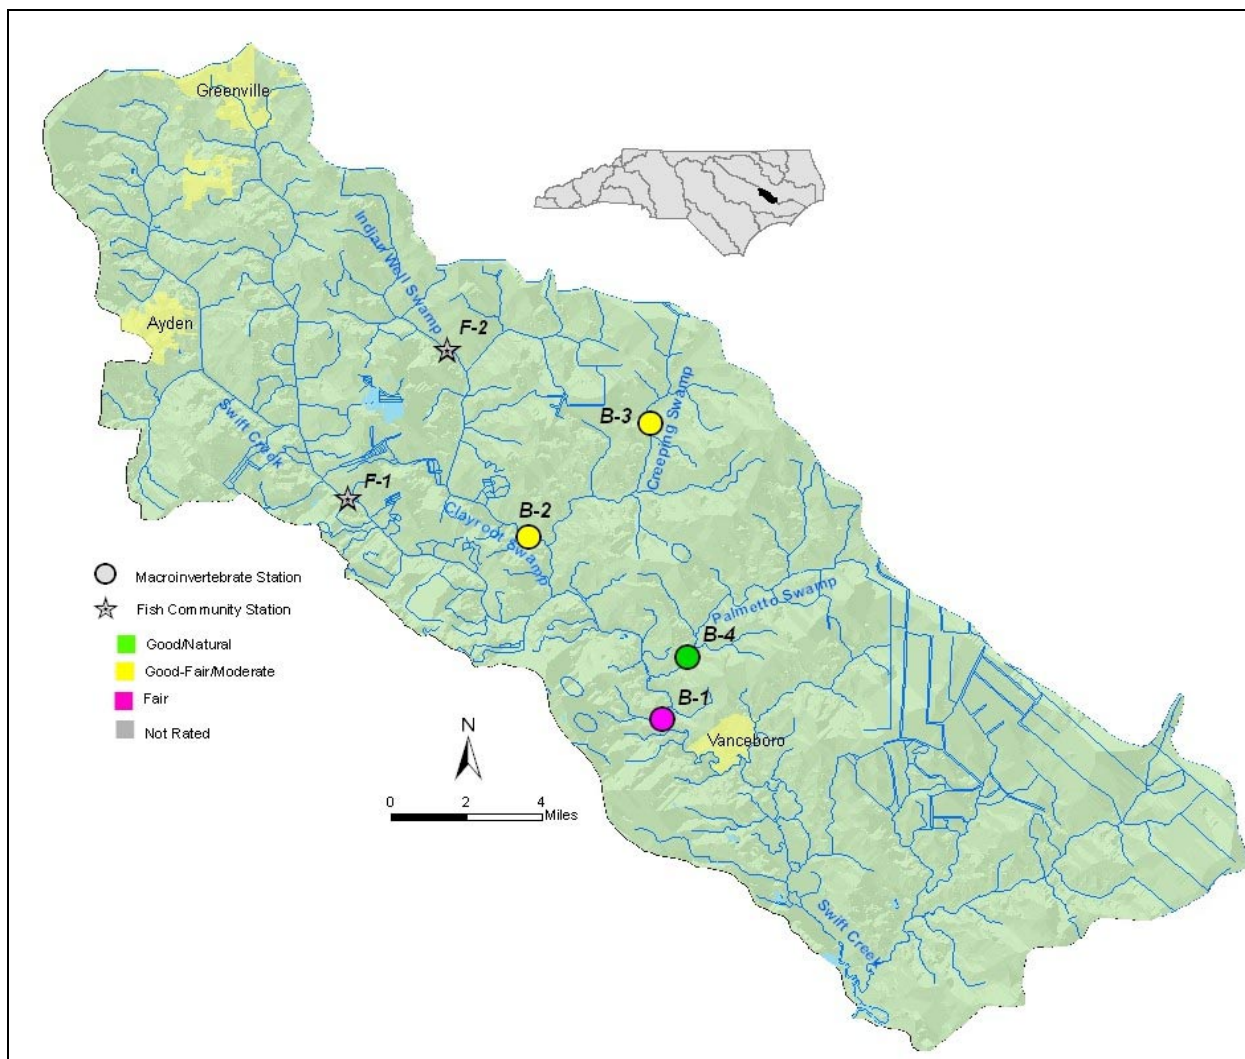 Greenville
Indian Well Swamp
Ayden
F-2
B-3
Creeping Swamp
Swift Creek
F-1
B-2
Clayroot Swamp
Macroinvertebrate Station
Fish Community Station
Good/Natural
Good-Fair/Moderate
Fair
Not Rated
Palmetto Swamp
B-4
B-1
Vanceboro
N
0 2 4
Miles
Swift Creek